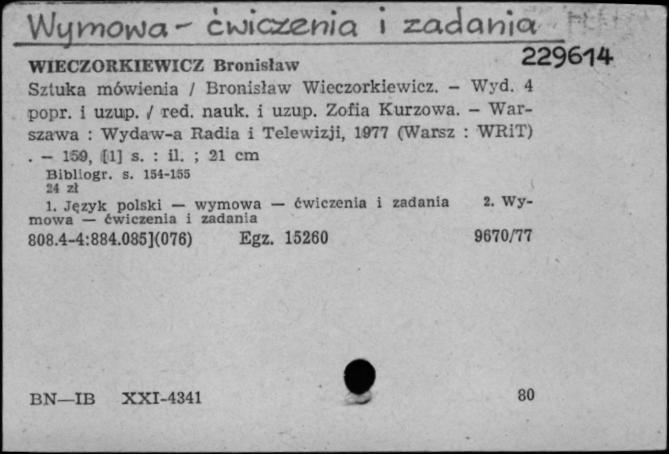 Wymowa - ćwiczenia i zadania
229614
WIECZORKIEWICZ Bronisław
Sztuka mówienia / Bronisław Wieczorkiewicz. — Wyd. 4
popr. i uzup. / red. nauk. i uzup. Zofia Kurzowa. — War-
szawa : Wydaw-a Radia i Telewizji, 1977 (Warsz : WRiT)
. — 159, [1] s. : il. ; 21 cm
Bibliogr. s. 154-155
24 zł
1. Język polski — wymowa — ćwiczenia i zadania 2. Wy-
mowa — ćwiczenia i zadania
808.4-4:884.085](076) Egz. 15260 9670/77
BN—IB XXI-4341 80